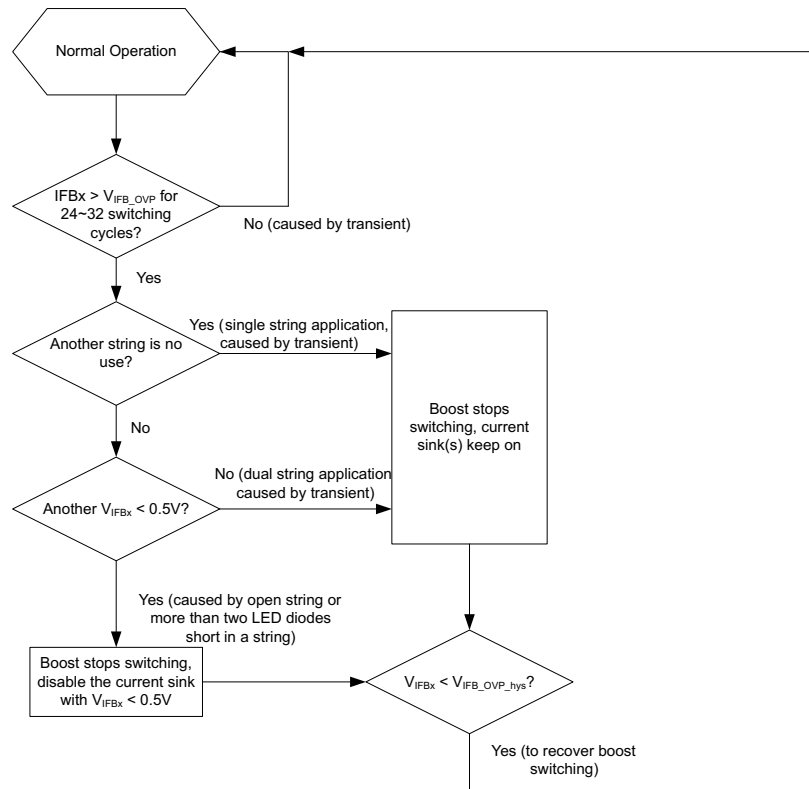 Normal Operation
IFBx > VIFB_OVP for
24~32 switching
cycles?
No (caused by transient)
Yes
Another string is no
use?
Yes (single string application,
caused by transient)
Boost stops
switching, current
sink(s) keep on
No
Another VIFBx < 0.5V?
No (dual string application
caused by transient)
Yes (caused by open string or
more than two LED diodes
short in a string)
Boost stops switching,
disable the current sink
with VIFBx < 0.5V
VIFBx < VIFB_OVP_hys?
Yes (to recover boost
switching)